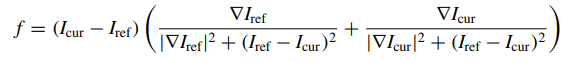 f = (I_cur − I_ref) ( ∇I_ref / (|∇I_ref|² + (I_ref − I_cur)²) + ∇I_cur / (|∇I_cur|² + (I_ref − I_cur)²) )